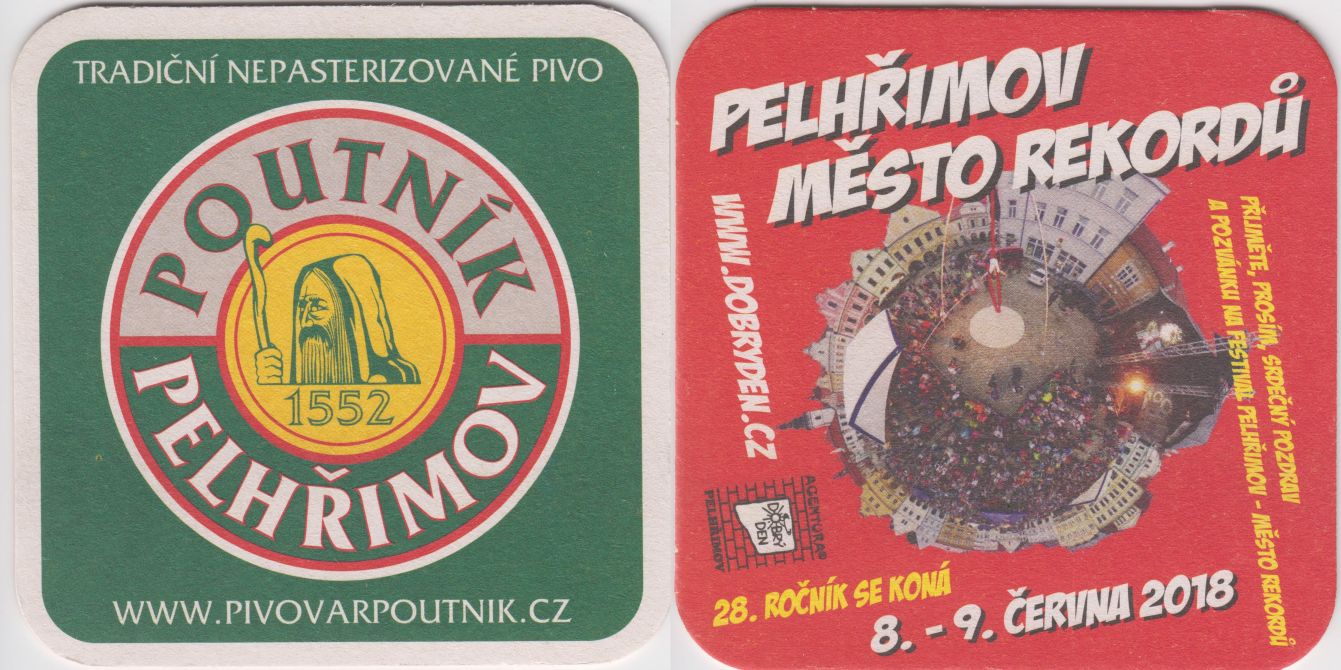 TRADIČNÍ NEPASTERIZOVANÉ PIVO
POUTNÍK
1552
PELHŘIMOV
WWW.PIVOVARPOUTNIK.CZ
PELHŘIMOV
MĚSTO REKORDŮ
WWW.DOBRYDEN.CZ
PŘIJMĚTE, PROSÍM, SRDEČNÝ POZDRAV
A POZVÁNKU NA FESTIVAL PELHŘIMOV - MĚSTO REKORDŮ
AGENTURA®
DOBRÝ
DEN
PELHŘIMOV
28. ROČNÍK SE KONÁ
8. - 9. ČERVNA 2018